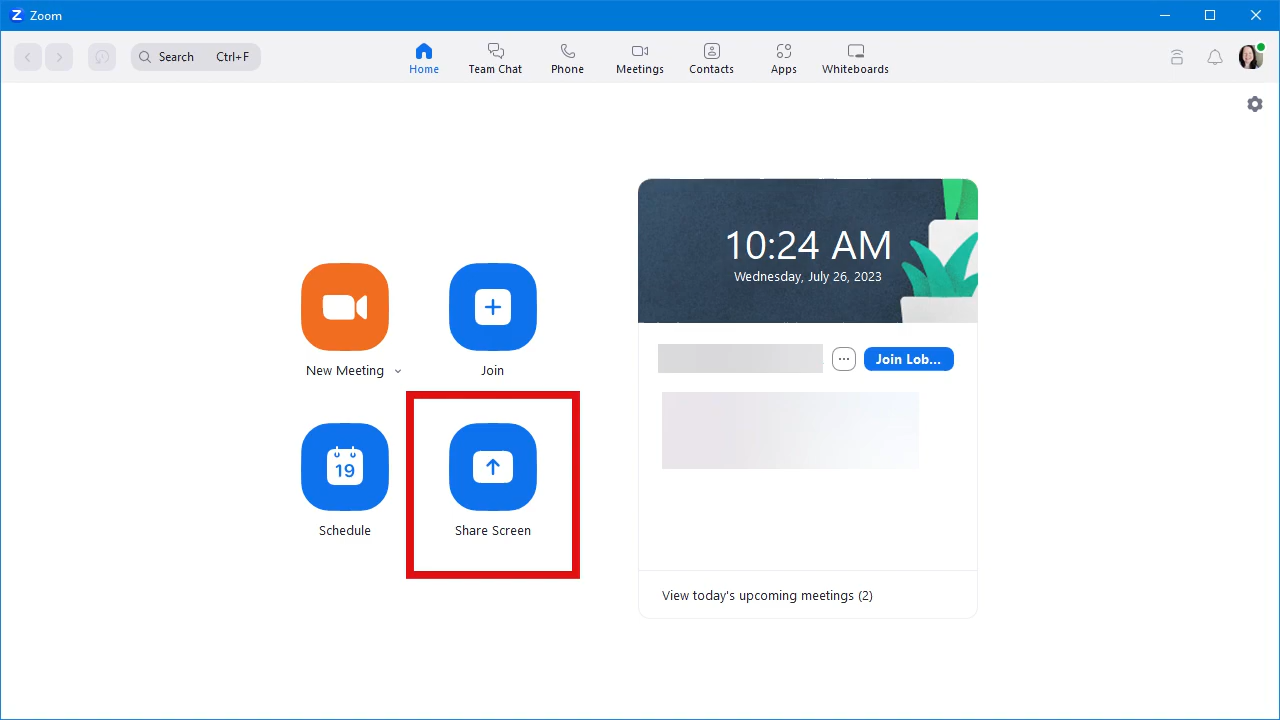 Zoom
Search Ctrl+F
Home
Team Chat
Phone
Meetings
Contacts
Apps
Whiteboards
10:24 AM
Wednesday, July 26, 2023
New Meeting
Join
Join Lob...
19
Schedule
Share Screen
View today's upcoming meetings (2)